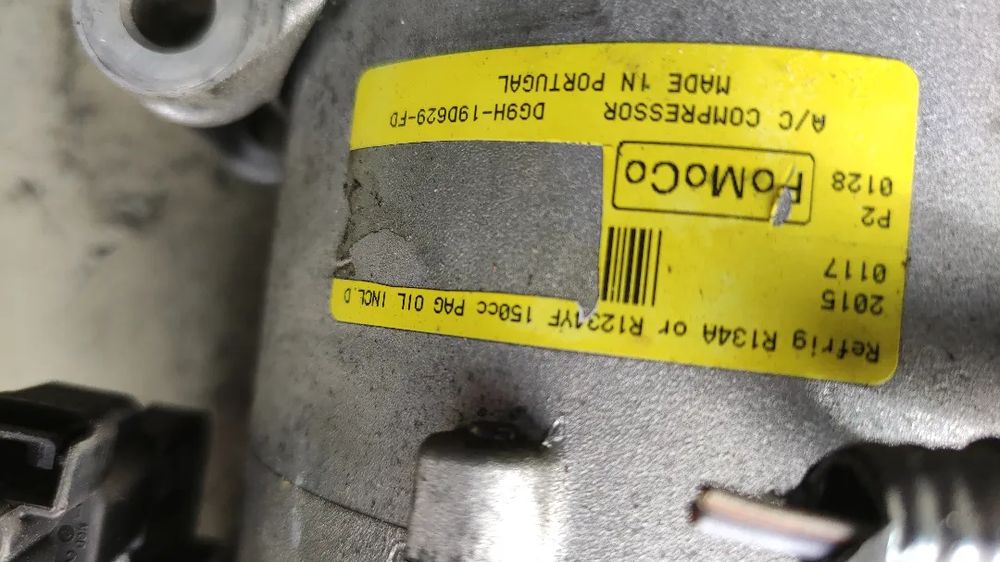 Refrig R134A or R1234YF 150cc PAG OIL INCL.D
2015
0117
P2
0128
FoMoCo
A/C COMPRESSOR DG9H-19D629-FD
MADE IN PORTUGAL